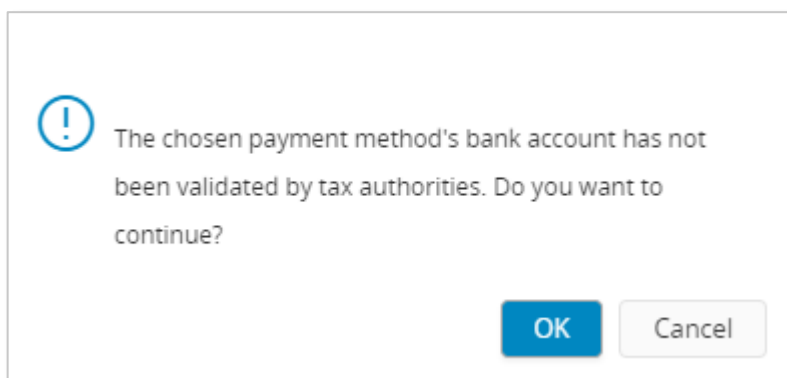 The chosen payment method's bank account has not
been validated by tax authorities. Do you want to
continue?
OK Cancel